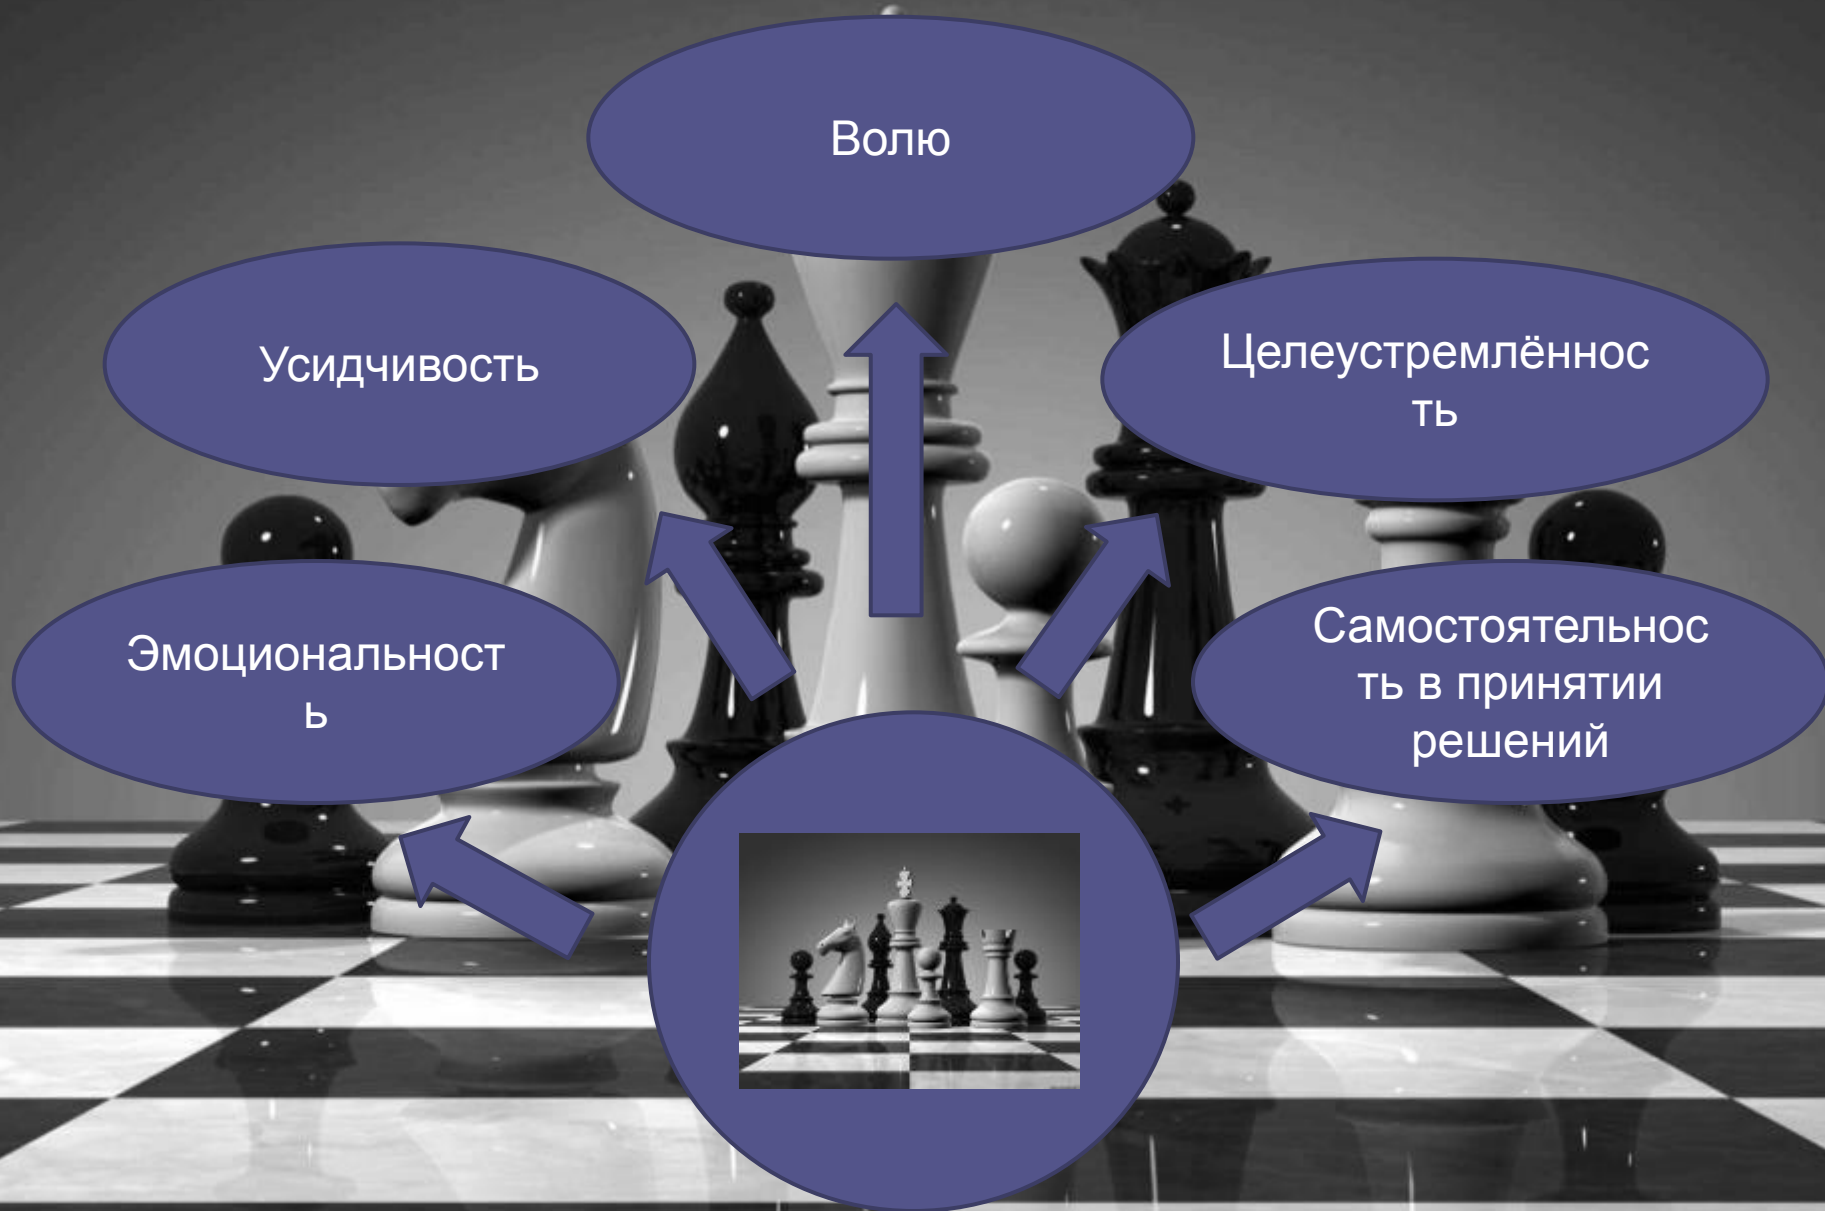 Волю
Усидчивость
Целеустремлённос
ть
Эмоциональност
ь
Самостоятельнос
ть в принятии
решений